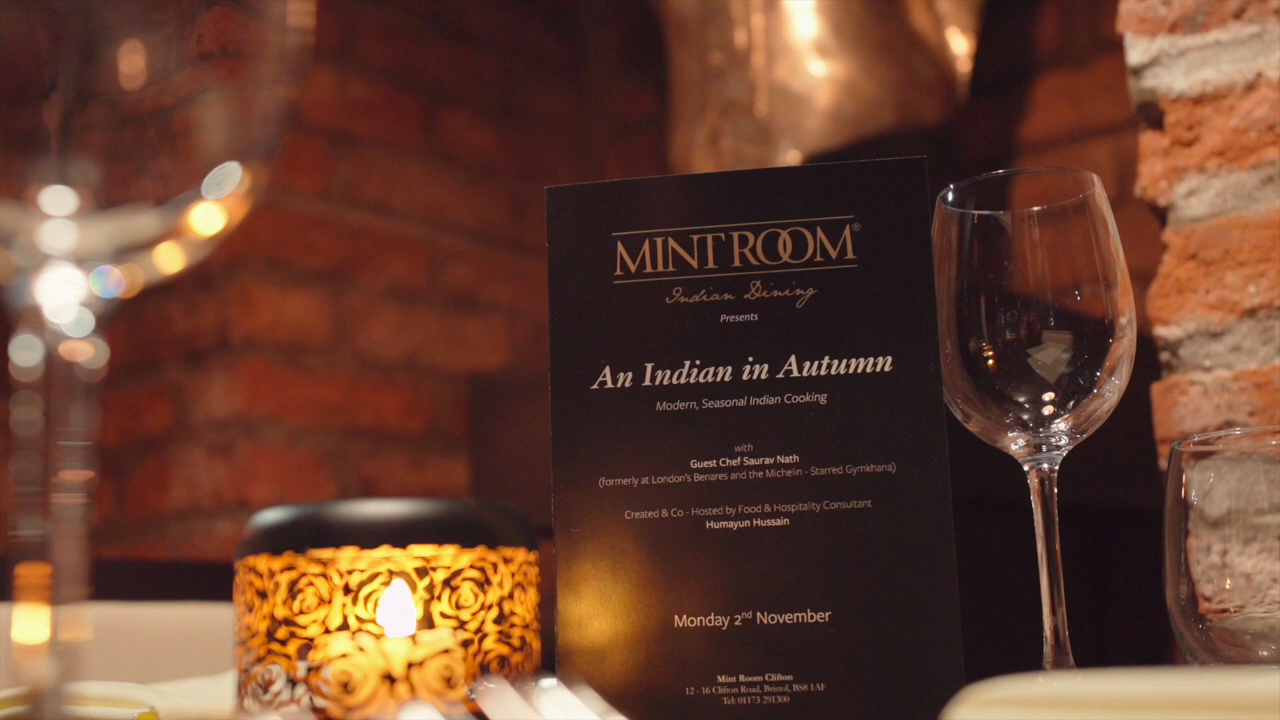 MINT ROOM®
Indian Dining
Presents
An Indian in Autumn
Modern, Seasonal Indian Cooking
with
Guest Chef Saurav Nath
(formerly at London's Benares and the Michelin - Starred Gymkhana)
Created & Co - Hosted by Food & Hospitality Consultant
Humayun Hussain
Monday 2nd November
Mint Room Clifton
12 - 16 Clifton Road, Bristol, BS8 1AF
Tel: 01173 291300